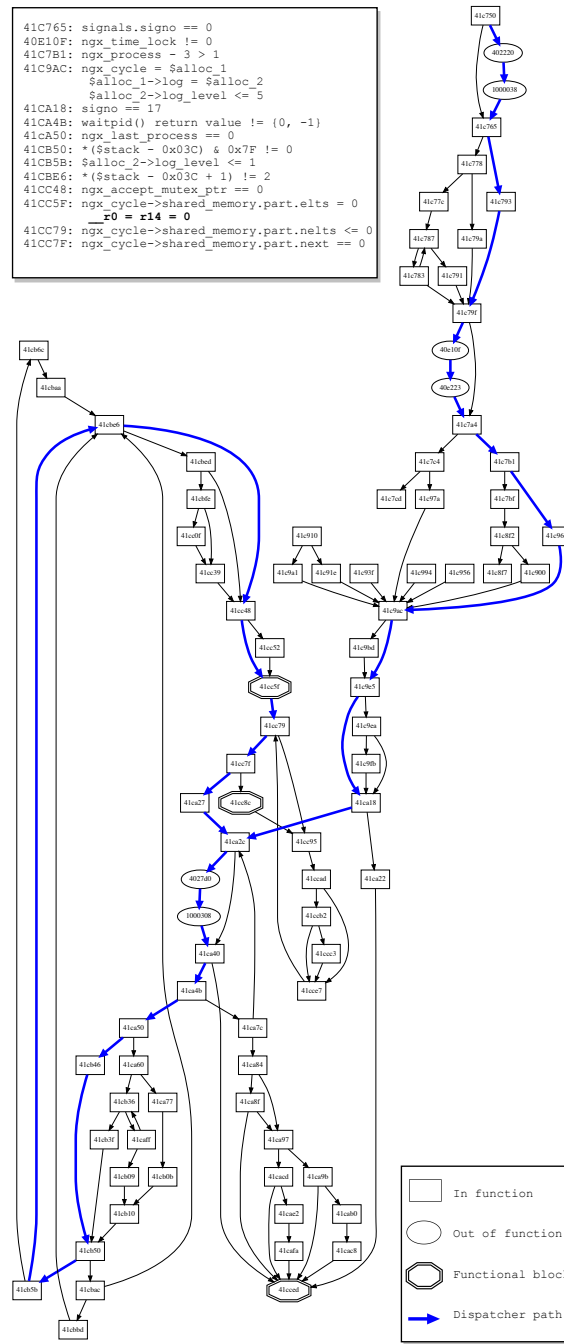 41C765: signals.signo == 0
40E10F: ngx_time_lock != 0
41C7B1: ngx_process - 3 > 1
41C9AC: ngx_cycle = $alloc_1
$alloc_1->log = $alloc_2
$alloc_2->log_level <= 5
41CA18: signo == 17
41CA4B: waitpid() return value != {0, -1}
41cA50: ngx_last_process == 0
41CB50: *($stack - 0x03C) & 0x7F != 0
41CB5B: $alloc_2->log_level <= 1
41CBE6: *($stack - 0x03C + 1) != 2
41CC48: ngx_accept_mutex_ptr == 0
41CC5F: ngx_cycle->shared_memory.part.elts = 0
__r0 = r14 = 0
41CC79: ngx_cycle->shared_memory.part.nelts <= 0
41CC7F: ngx_cycle->shared_memory.part.next == 0
41c750
402220
1000038
41c765
41c778
41c77c
41c793
41c787
41c79a
41c783
41c791
41c79f
40e10f
40e223
41c7a4
41c7c4
41c7b1
41c7cd
41c97a
41c7bf
41c910
41c8f2
41c96
41c9a1
41c91e
41c93f
41c994
41c956
41c8f7
41c900
41c9ac
41c9bd
41c9e5
41c9ea
41c9fb
41ca18
41ca22
41cb6c
41cbaa
41cbe6
41cbed
41cbfe
41cc0f
41cc39
41cc48
41cc52
41cc5f
41cc79
41cc7f
41ca27
41cc8c
41ca2c
41cc95
4027d0
41ccad
1000308
41ccb2
41ca40
41ccc3
41ca4b
41cce7
41ca50
41ca7c
41cb46
41ca60
41ca84
41cb36
41ca77
41ca8f
41cb3f
41caff
41ca97
41cb09
41cb0b
41caed
41ca9b
41cb10
41cae2
41cab0
41cb50
41cafa
41cac8
41cb5b
41cbac
41cced
41cbbd
In function
Out of function
Functional block
Dispatcher path